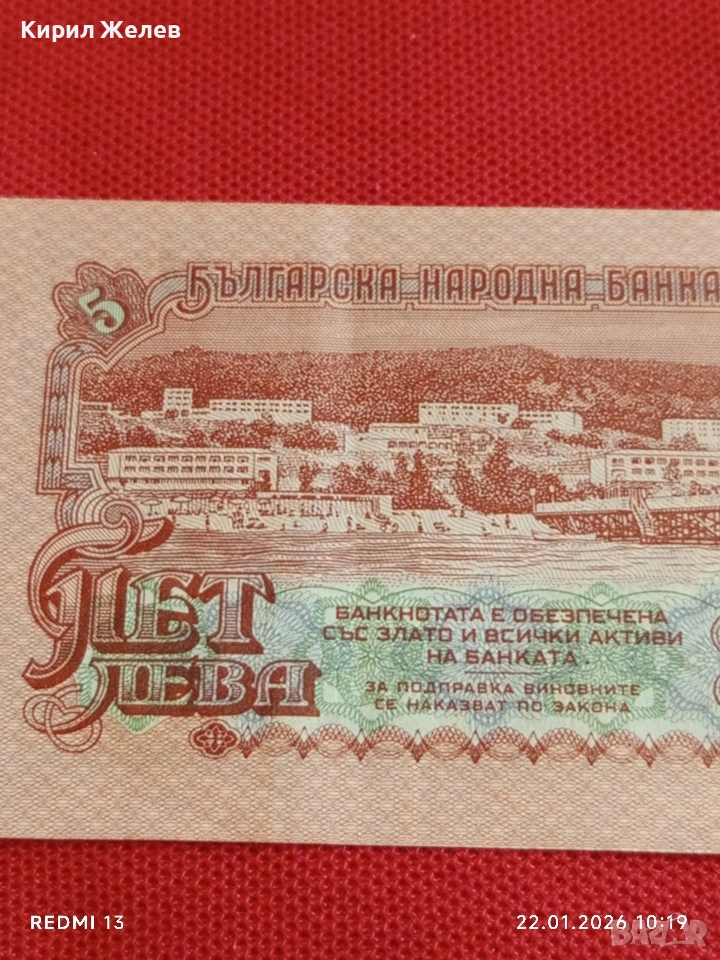 Кирил Желев
5
БЪЛГАРСКА НАРОДНА БАНКА
ПЕТ
ЛЕВА
БАНКНОТАТА Е ОБЕЗПЕЧЕНА
СЪС ЗЛАТО И ВСИЧКИ АКТИВИ
НА БАНКАТА.
ЗА ПОДПРАВКА ВИНОВНИТЕ
СЕ НАКАЗВАТ ПО ЗАКОНА
REDMI 13
22.01.2026 10:19
BAZAR